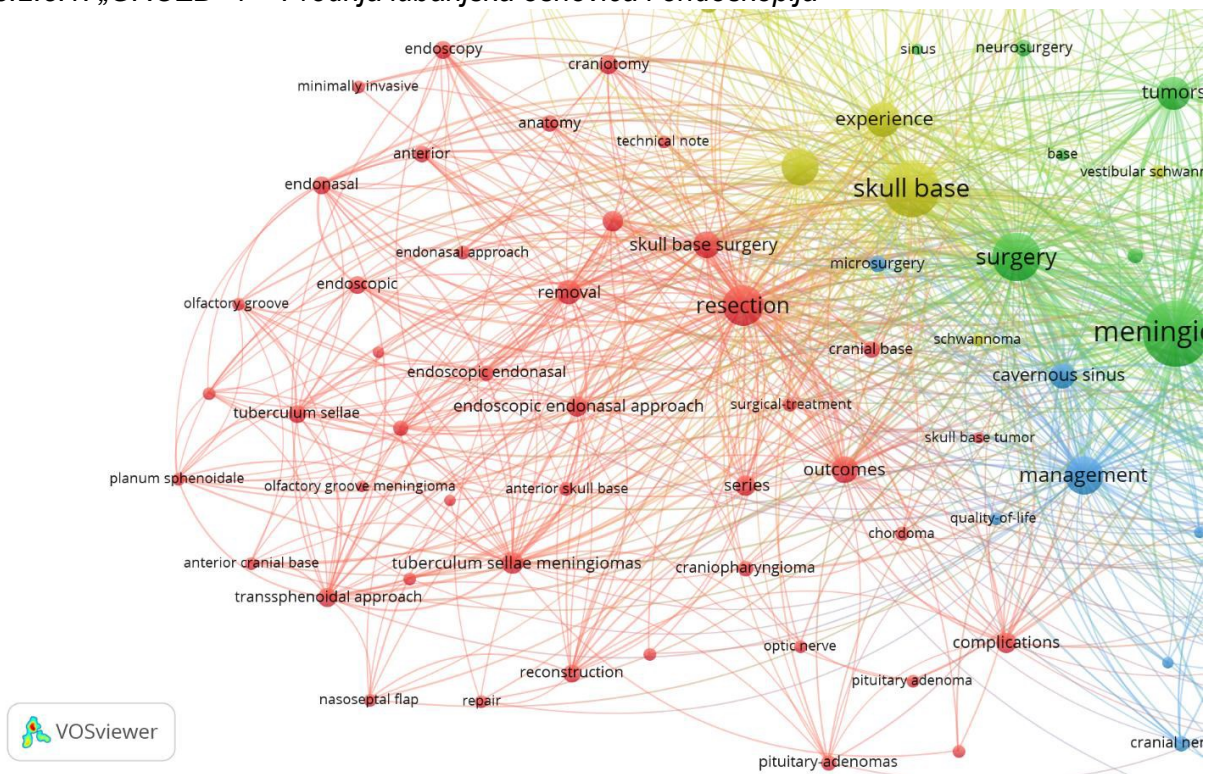 Prednja lubanjska osnovica i endoskopija
endoscopy
sinus
neurosurgery
craniotomy
minimally invasive
tumors
experience
anatomy
technical note
anterior
base
vestibular schwann
endonasal
skull base
skull base surgery
endonasal approach
surgery
microsurgery
endoscopic
removal
olfactory groove
resection
meningi
schwannoma
cranial base
endoscopic endonasal
cavernous sinus
endoscopic endonasal approach
surgical-treatment
tuberculum sellae
skull base tumor
outcomes
planum sphenoidale
management
olfactory groove meningioma
anterior skull base
series
quality-of-life
chordoma
anterior cranial base
tuberculum sellae meningiomas
craniopharyngioma
transsphenoidal approach
optic nerve
complications
reconstruction
pituitary adenoma
nasoseptal flap
repair
VOSviewer
cranial ner
pituitary-adenomas